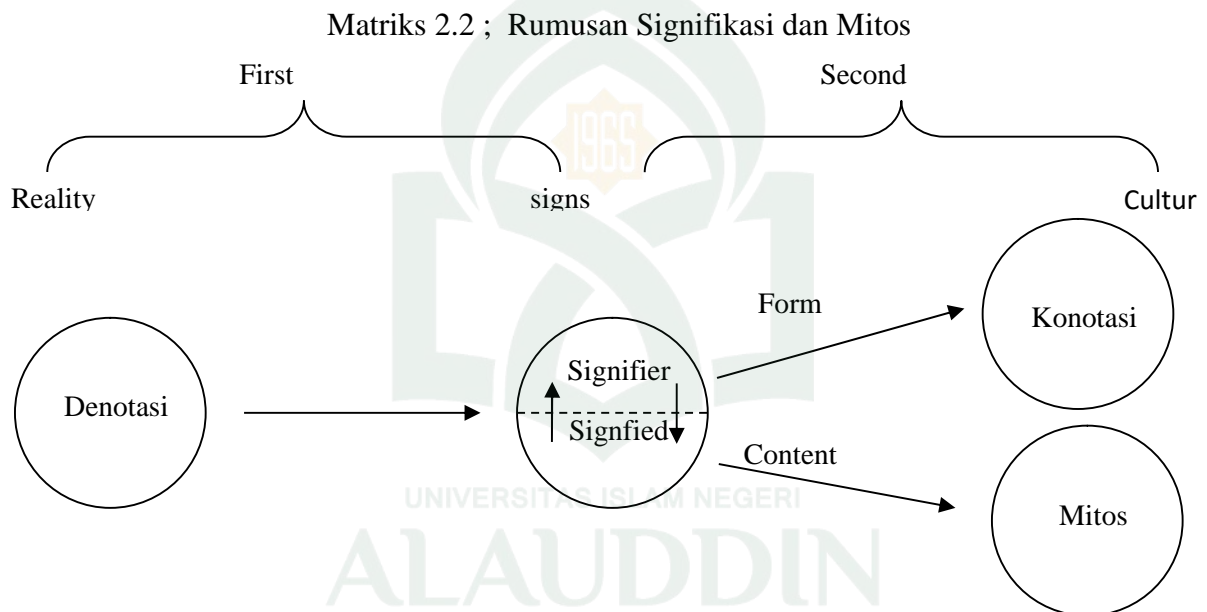 Matriks 2.2 ; Rumusan Signifikasi dan Mitos
First
Second
Reality
signs
Cultur
Form
Konotasi
Signifier
Denotasi
Signfied
Content
Mitos
1965
UNIVERSITAS ISLAM NEGERI
ALAUDDIN